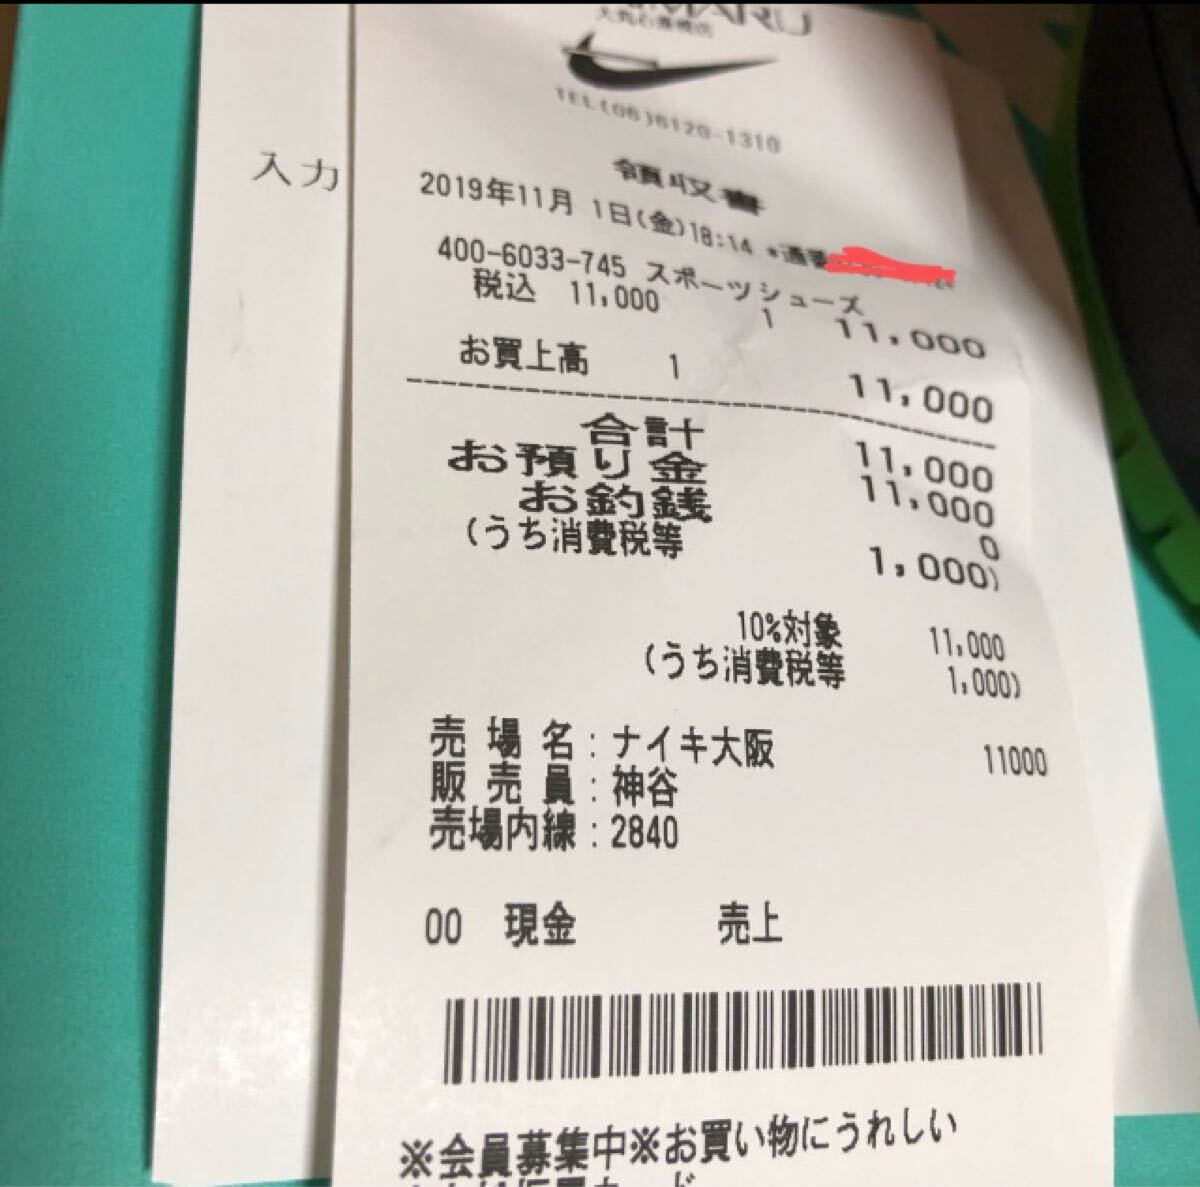 TEL(06)6120-1310
領収書
2019年11月 1日(金)18:14 *通番
入力
400-6033-745 スポーツシューズ
税込 11,000 1 11,000
お買上高 1 11,000
合計 11,000
お預り金 11,000
お釣銭 0
(うち消費税等 1,000)
10%対象 11,000
(うち消費税等 1,000)
売場名:ナイキ大阪 11000
販売員:神谷
売場内線:2840
00 現金 売上
※会員募集中※お買い物にうれしい